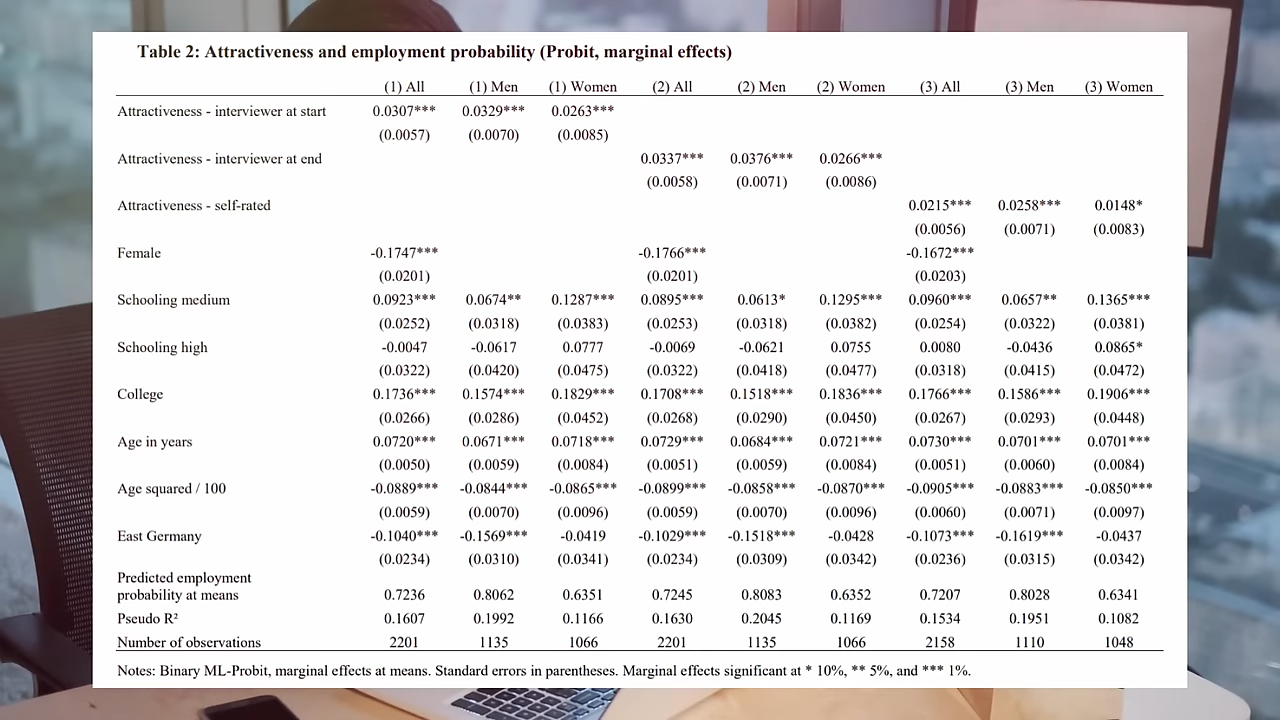 Table 2: Attractiveness and employment probability (Probit, marginal effects)
(1) All (1) Men (1) Women (2) All (2) Men (2) Women (3) All (3) Men (3) Women
Attractiveness - interviewer at start 0.0307*** 0.0329*** 0.0263***
(0.0057) (0.0070) (0.0085)
Attractiveness - interviewer at end 0.0337*** 0.0376*** 0.0266***
(0.0058) (0.0071) (0.0086)
Attractiveness - self-rated 0.0215*** 0.0258*** 0.0148*
(0.0056) (0.0071) (0.0083)
Female -0.1747*** -0.1766*** -0.1672***
(0.0201) (0.0201) (0.0203)
Schooling medium 0.0923*** 0.0674** 0.1287*** 0.0895*** 0.0613* 0.1295*** 0.0960*** 0.0657** 0.1365***
(0.0252) (0.0318) (0.0383) (0.0253) (0.0318) (0.0382) (0.0254) (0.0322) (0.0381)
Schooling high -0.0047 -0.0617 0.0777 -0.0069 -0.0621 0.0755 0.0080 -0.0436 0.0865*
(0.0322) (0.0420) (0.0475) (0.0322) (0.0418) (0.0477) (0.0318) (0.0415) (0.0472)
College 0.1736*** 0.1574*** 0.1829*** 0.1708*** 0.1518*** 0.1836*** 0.1766*** 0.1586*** 0.1906***
(0.0266) (0.0286) (0.0452) (0.0268) (0.0290) (0.0450) (0.0267) (0.0293) (0.0448)
Age in years 0.0720*** 0.0671*** 0.0718*** 0.0729*** 0.0684*** 0.0721*** 0.0730*** 0.0701*** 0.0701***
(0.0050) (0.0059) (0.0084) (0.0051) (0.0059) (0.0084) (0.0051) (0.0060) (0.0084)
Age squared / 100 -0.0889*** -0.0844*** -0.0865*** -0.0899*** -0.0858*** -0.0870*** -0.0905*** -0.0883*** -0.0850***
(0.0059) (0.0070) (0.0096) (0.0059) (0.0070) (0.0096) (0.0060) (0.0071) (0.0097)
East Germany -0.1040*** -0.1569*** -0.0419 -0.1029*** -0.1518*** -0.0428 -0.1073*** -0.1619*** -0.0437
(0.0234) (0.0310) (0.0341) (0.0234) (0.0309) (0.0342) (0.0236) (0.0315) (0.0342)
Predicted employment
probability at means 0.7236 0.8062 0.6351 0.7245 0.8083 0.6352 0.7207 0.8028 0.6341
Pseudo R² 0.1607 0.1992 0.1166 0.1630 0.2045 0.1169 0.1534 0.1951 0.1082
Number of observations 2201 1135 1066 2201 1135 1066 2158 1110 1048
Notes: Binary ML-Probit, marginal effects at means. Standard errors in parentheses. Marginal effects significant at * 10%, ** 5%, and *** 1%.